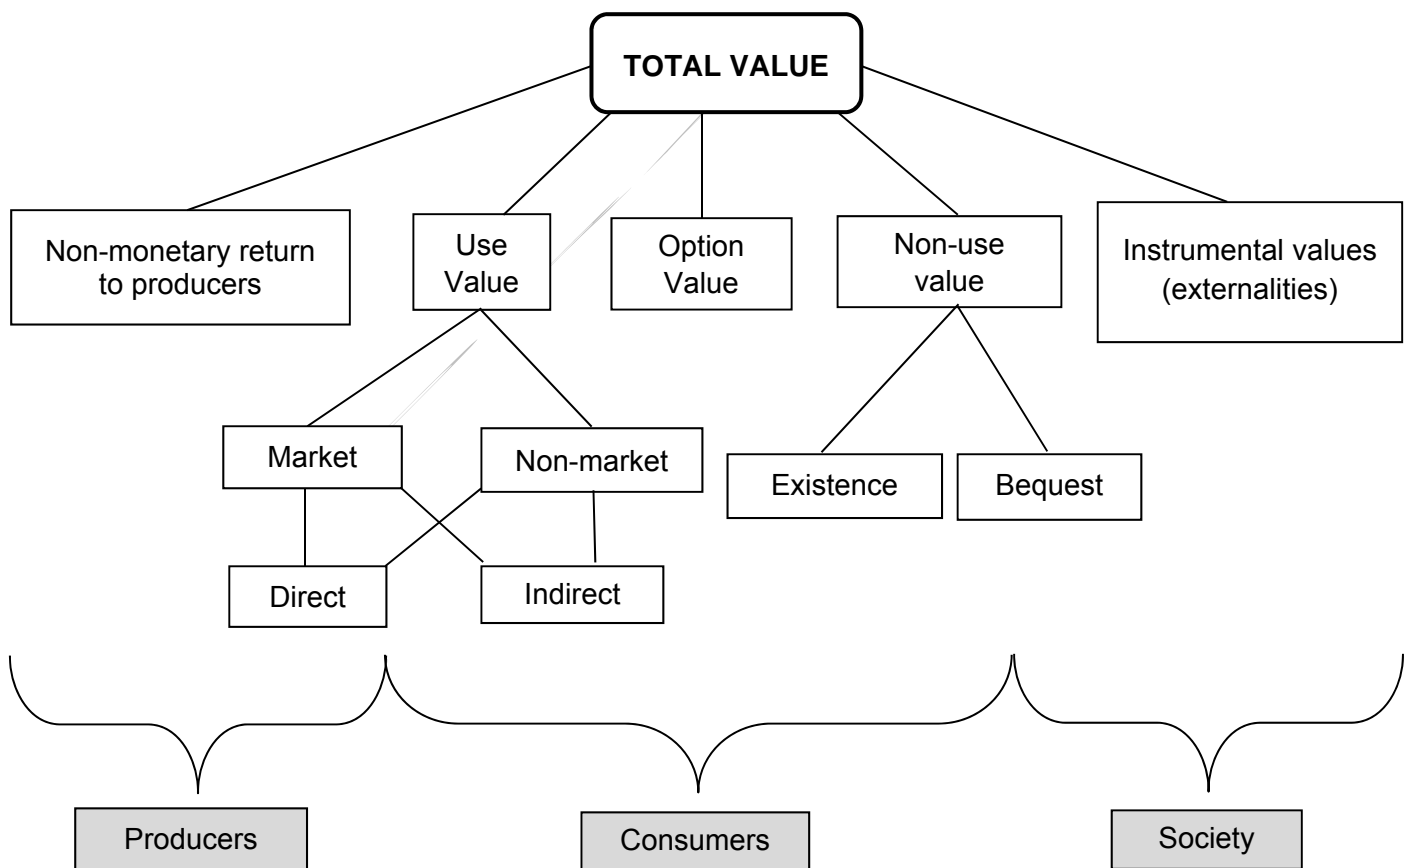 TOTAL VALUE
Non-monetary return
to producers
Use
Value
Option
Value
Non-use
value
Instrumental values
(externalities)
Market
Non-market
Existence
Bequest
Direct
Indirect
Producers
Consumers
Society